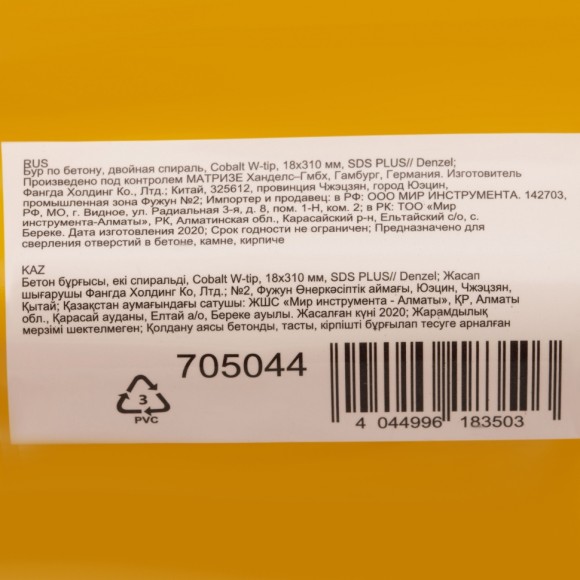 RUS
Бур по бетону, двойная спираль, Cobalt W-tip, 18x310 мм, SDS PLUS// Denzel;
Произведено под контролем МАТРИЗЕ Хандельс–Гмбх, Гамбург, Германия. Изготовитель
Фангда Холдинг Ко, Лтд.; Китай, 325612, провинция Чжэцзян, город Юэцин,
промышленная зона Фужун №2; Импортер и продавец: в РФ: ООО МИР ИНСТРУМЕНТА. 142703,
РФ, МО, г. Видное, ул. Радиальная 3-я, д. 8, пом. 1-Н, ком. 2; в РК: ТОО «Мир
инструмента-Алматы», РК, Алматинская обл., Карасайский р-н, Ельтайский с/о, с.
Береке. Дата изготовления 2020; Срок годности не ограничен; Предназначено для
сверления отверстий в бетоне, камне, кирпиче
KAZ
Бетон бұрғысы, екі спиральді, Cobalt W-tip, 18x310 мм, SDS PLUS// Denzel; Жасап
шығарушы Фангда Холдинг Ко, Лтд.; №2, Фужун Өнеркәсіптік аймағы, Юэцин, Чжэцзян,
Қытай; Қазақстан аумағындағы сатушы: ЖШС «Мир инструмента - Алматы», ҚР, Алматы
обл., Қарасай ауданы, Елтай а/о, Береке ауылы. Жасалған күні 2020; Жарамдылық
мерзімі шектелмеген; Қолдану аясы бетонды, тасты, кірпішті бұрғылап тесуге арналған
705044
3
PVC
4 044996 183503